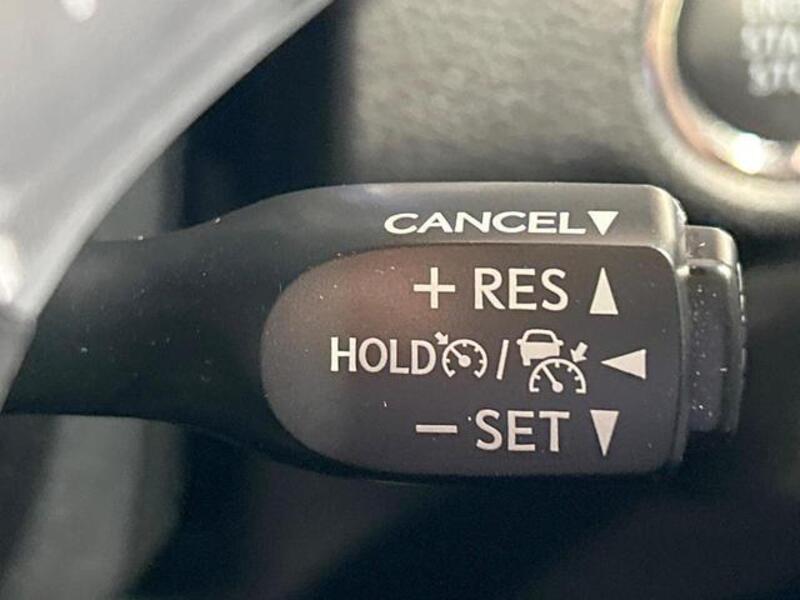 CANCEL▼
+ RES ▲
HOLD / ◀
− SET ▼